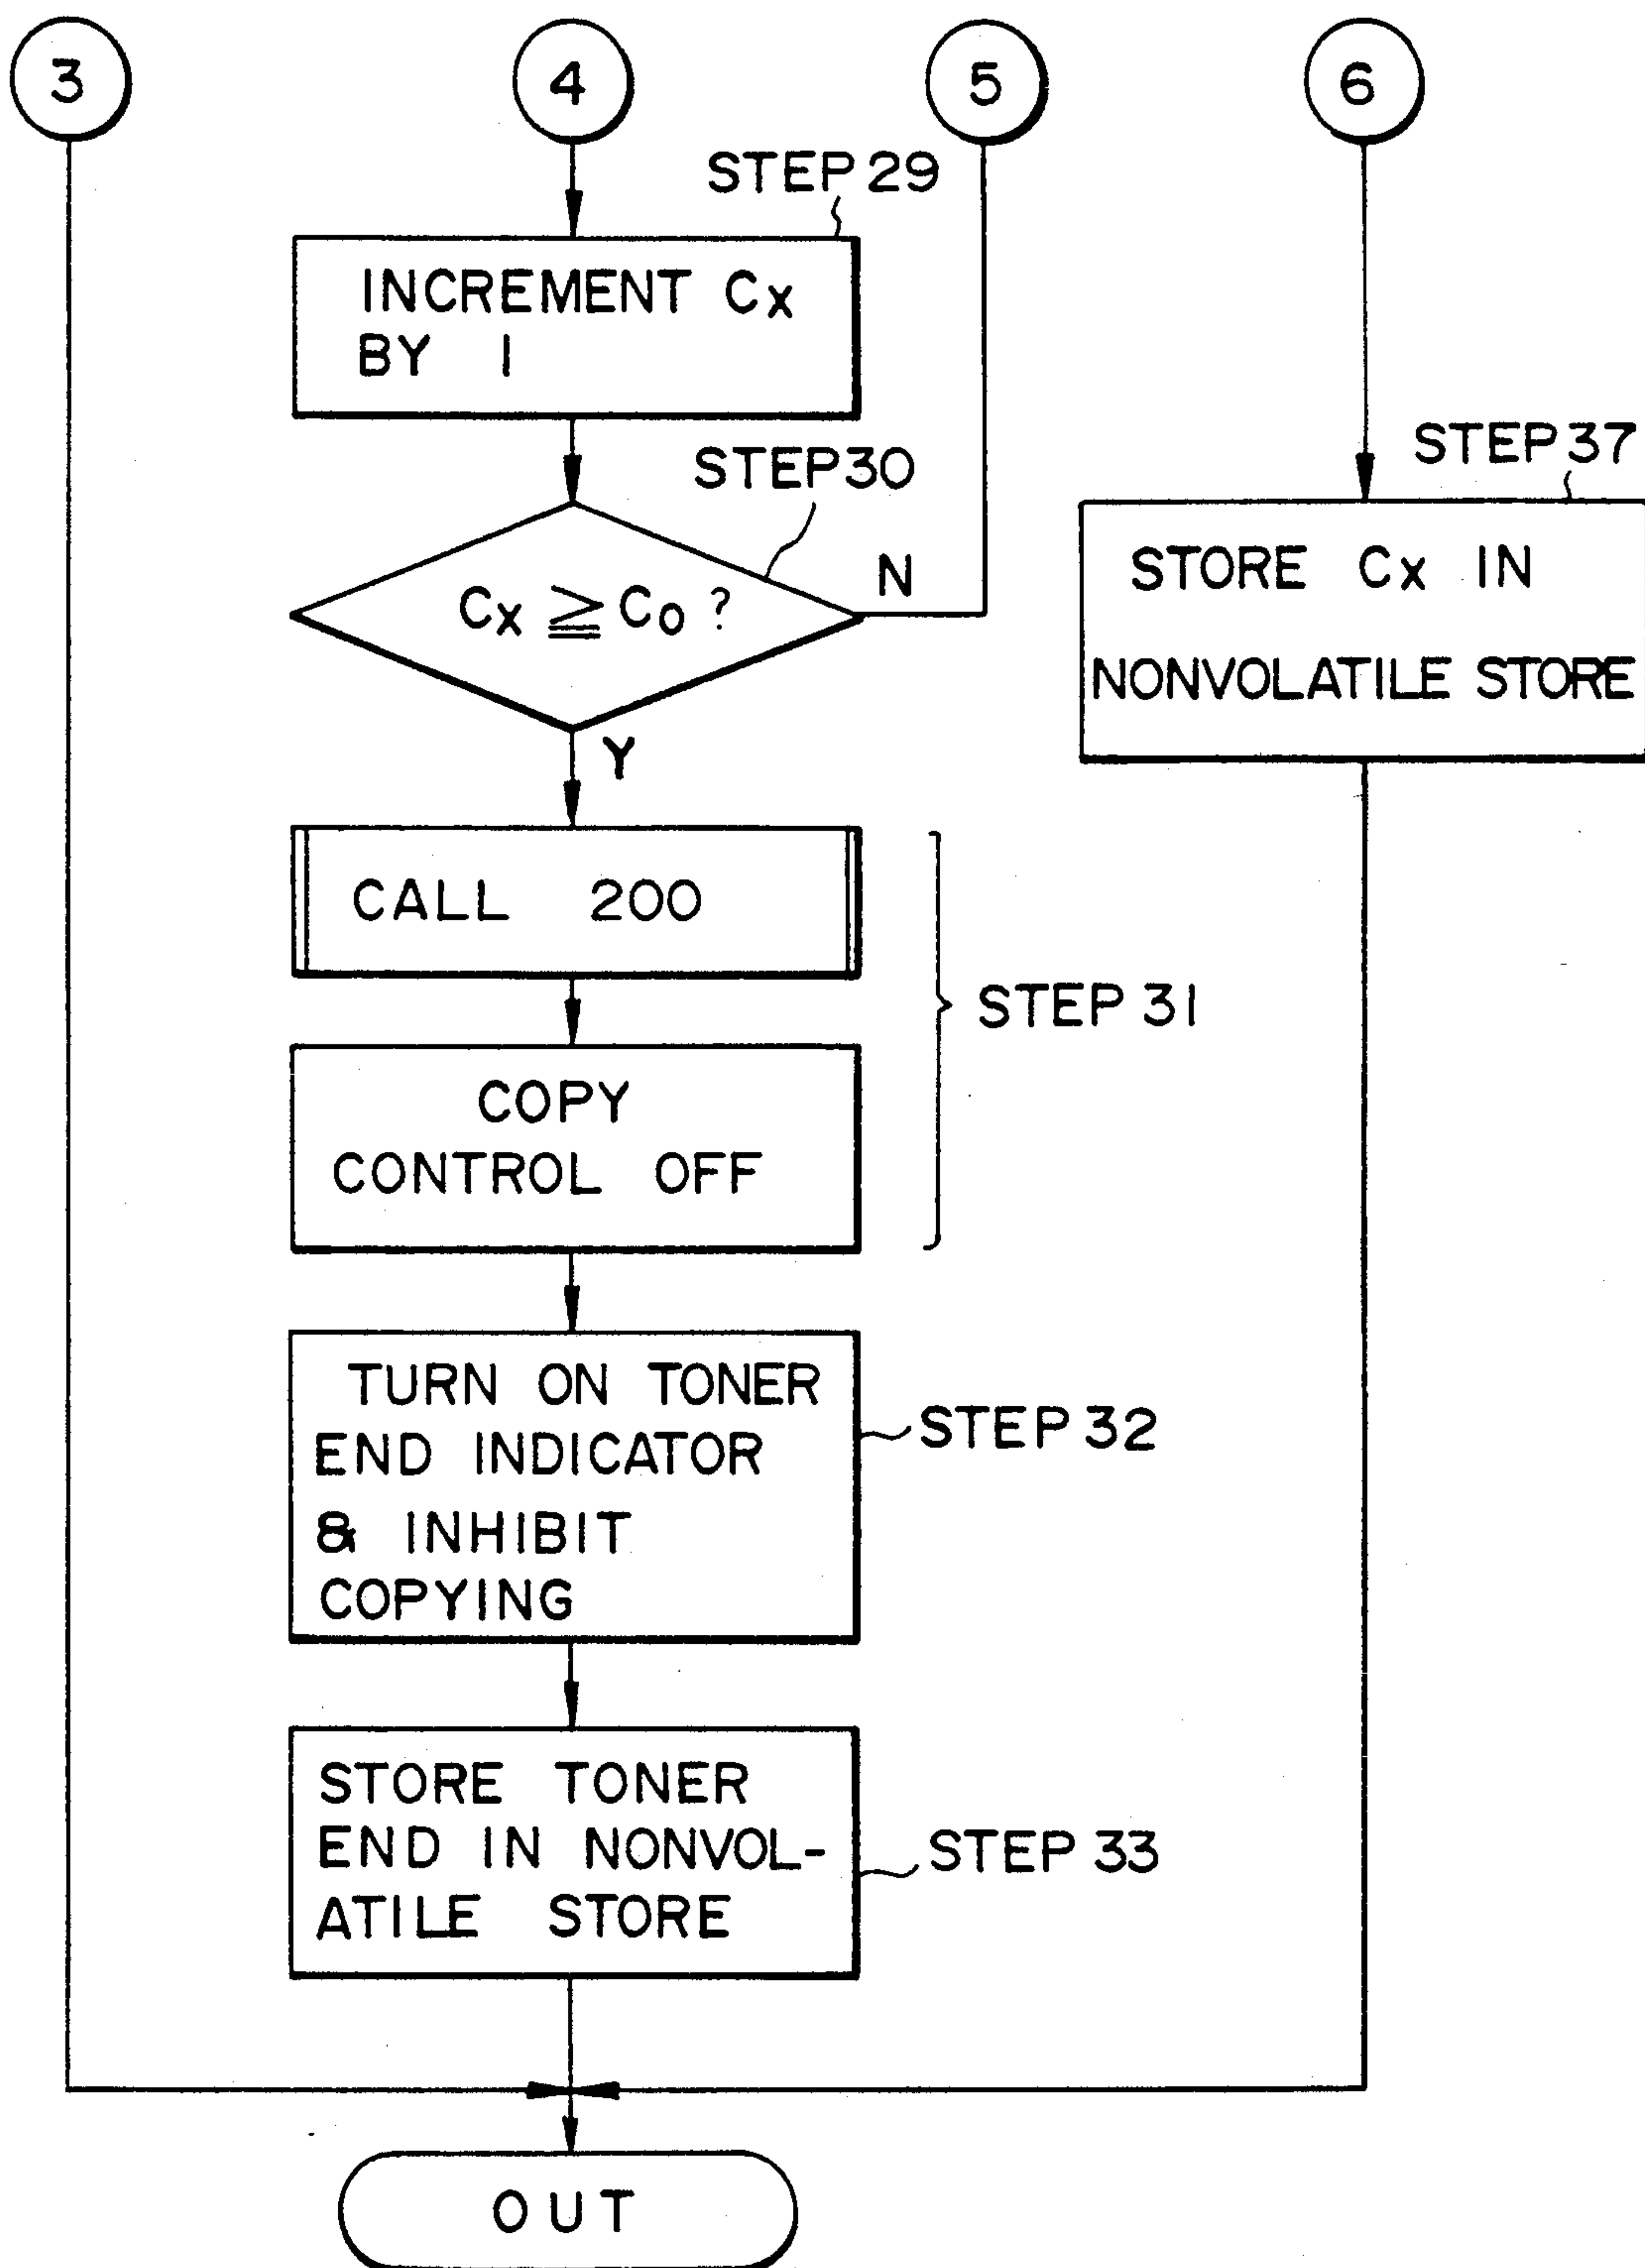 3
4
5
6
STEP 29
INCREMENT Cx
BY 1
STEP 30
Cx ≧ Co ?
N
Y
STEP 37
STORE Cx IN
NONVOLATILE STORE
CALL 200
COPY
CONTROL OFF
STEP 31
TURN ON TONER
END INDICATOR
& INHIBIT
COPYING
STEP 32
STORE TONER
END IN NONVOL-
ATILE STORE
STEP 33
OUT